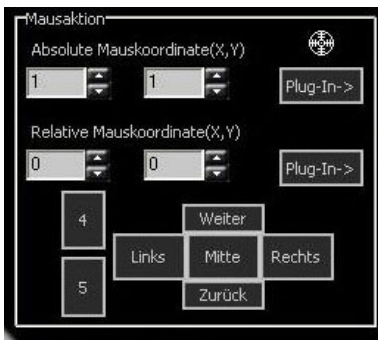 Mausaktion
Absolute Mauskoordinate(X,Y)
1 1 Plug-In->
Relative Mauskoordinate(X,Y)
0 0 Plug-In->
4 Weiter
Links Mitte Rechts
5 Zurück